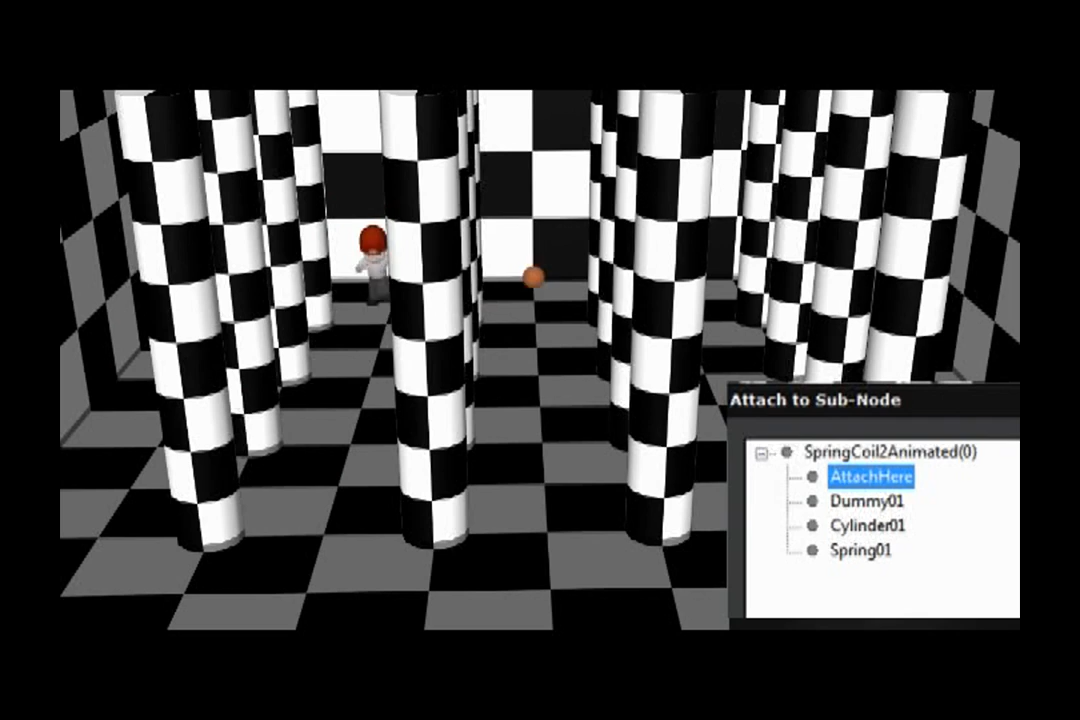 Attach to Sub-Node
SpringCoil2Animated(0)
AttachHere
Dummy01
Cylinder01
Spring01